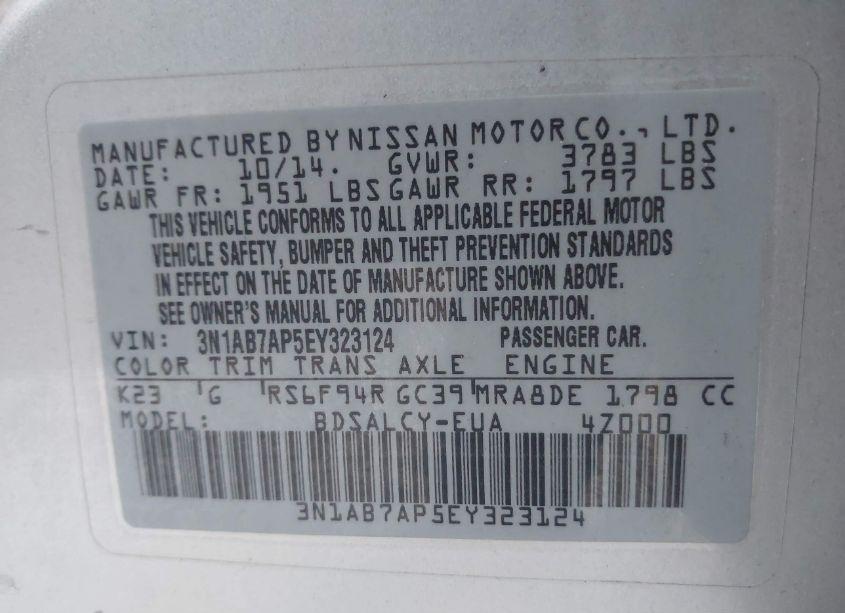 MANUFACTURED BY NISSAN MOTOR CO., LTD.
DATE: 10/14. GVWR: 3783 LBS
GAWR FR: 1951 LBS GAWR RR: 1797 LBS
THIS VEHICLE CONFORMS TO ALL APPLICABLE FEDERAL MOTOR
VEHICLE SAFETY, BUMPER AND THEFT PREVENTION STANDARDS
IN EFFECT ON THE DATE OF MANUFACTURE SHOWN ABOVE.
SEE OWNER'S MANUAL FOR ADDITIONAL INFORMATION.
VIN: 3N1AB7AP5EY323124 PASSENGER CAR.
COLOR TRIM TRANS AXLE ENGINE
K23 G RS6F94R GC39 MRA8DE 1798 CC
MODEL: BDSALCY-EUA 4Z000
3N1AB7AP5EY323124